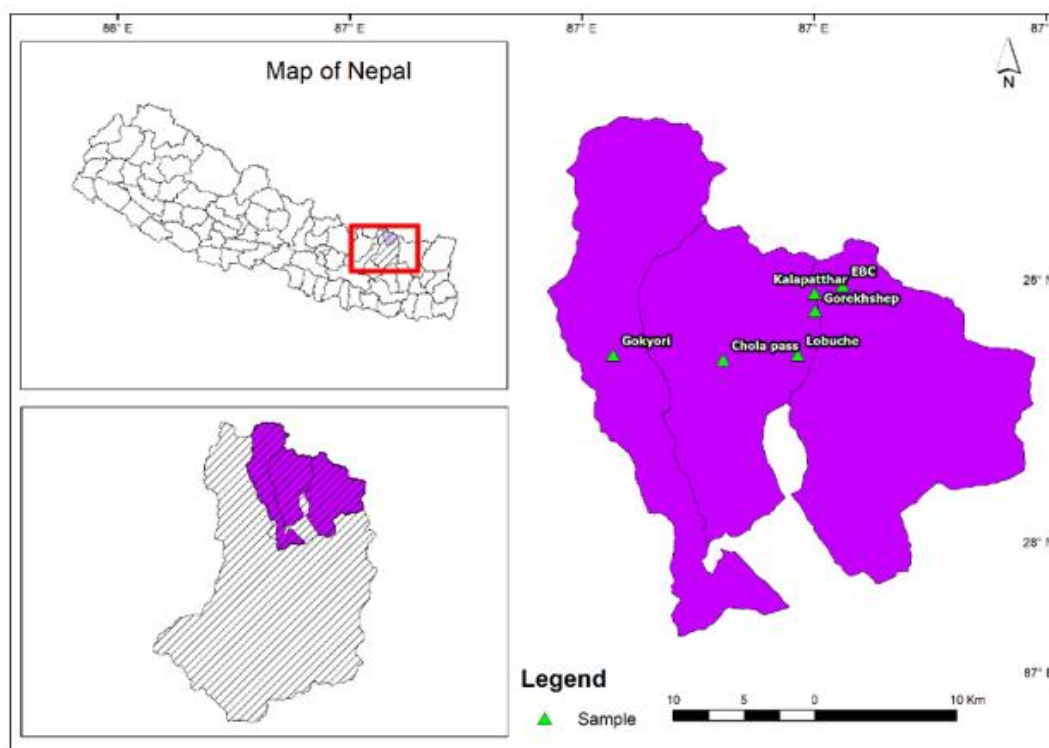 86° E
87° E
87° E
87° E
87°
Map of Nepal
N
Kalapatthar
EBC
Gorekhshep
Gokyori
Chola pass
Lobuche
28° N
28° N
87° E
Legend
Sample
10
5
0
10 Km